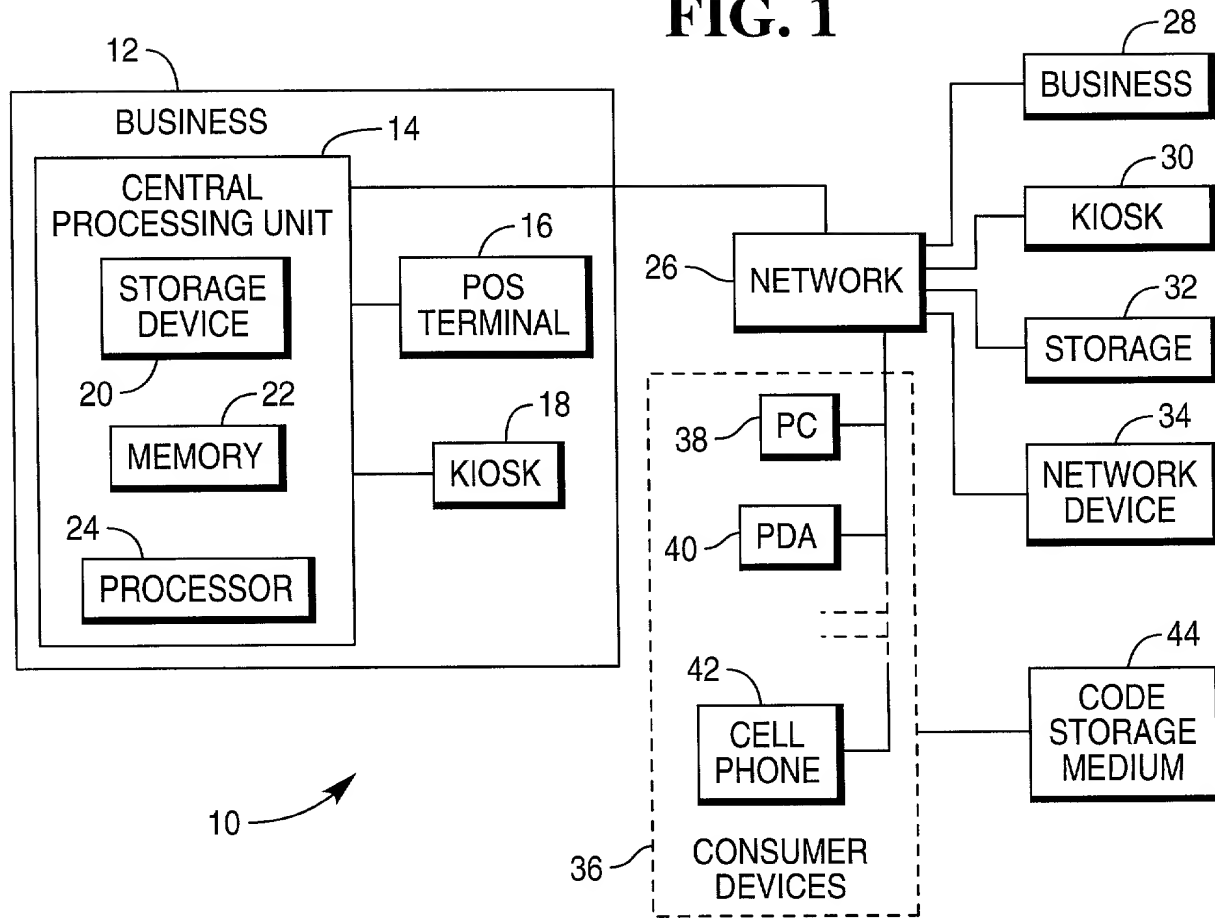 FIG. 1
12
BUSINESS
14
CENTRAL
PROCESSING UNIT
STORAGE
DEVICE
20
22
MEMORY
24
PROCESSOR
16
POS
TERMINAL
18
KIOSK
26
NETWORK
28
BUSINESS
30
KIOSK
32
STORAGE
34
NETWORK
DEVICE
38
PC
40
PDA
42
CELL
PHONE
36
CONSUMER
DEVICES
44
CODE
STORAGE
MEDIUM
10